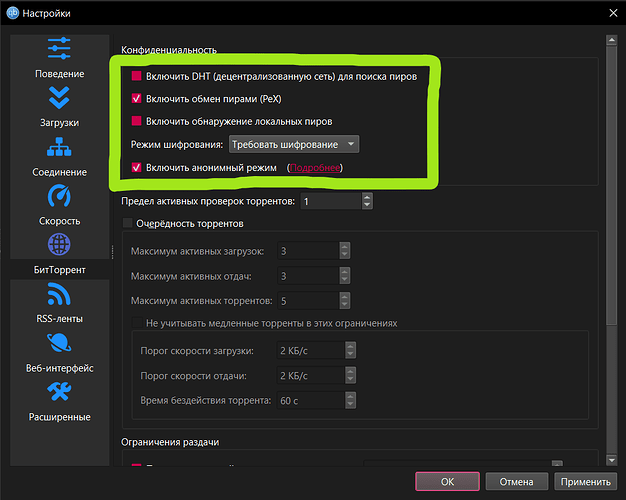 Настройки
Поведение
Загрузки
Соединение
Скорость
БитТоррент
RSS-ленты
Веб-интерфейс
Расширенные
Конфиденциальность
Включить DHT (децентрализованную сеть) для поиска пиров
Включить обмен пирами (PeX)
Включить обнаружение локальных пиров
Режим шифрования: Требовать шифрование
Включить анонимный режим (Подробнее)
Предел активных проверок торрентов: 1
Очерёдность торрентов
Максимум активных загрузок: 3
Максимум активных отдач: 3
Максимум активных торрентов: 5
Не учитывать медленные торренты в этих ограничениях
Порог скорости загрузки: 2 КБ/с
Порог скорости отдачи: 2 КБ/с
Время бездействия торрента: 60 с
Ограничения раздачи
ОК Отмена Применить